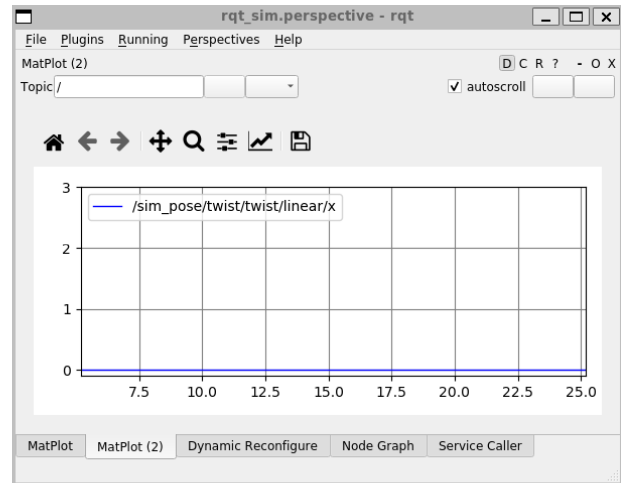 rqt_sim.perspective - rqt
File Plugins Running Perspectives Help
MatPlot (2) D C R ? - O X
Topic / autoscroll
3
/sim_pose/twist/twist/linear/x
2
1
0
7.5 10.0 12.5 15.0 17.5 20.0 22.5 25.0
MatPlot MatPlot (2) Dynamic Reconfigure Node Graph Service Caller